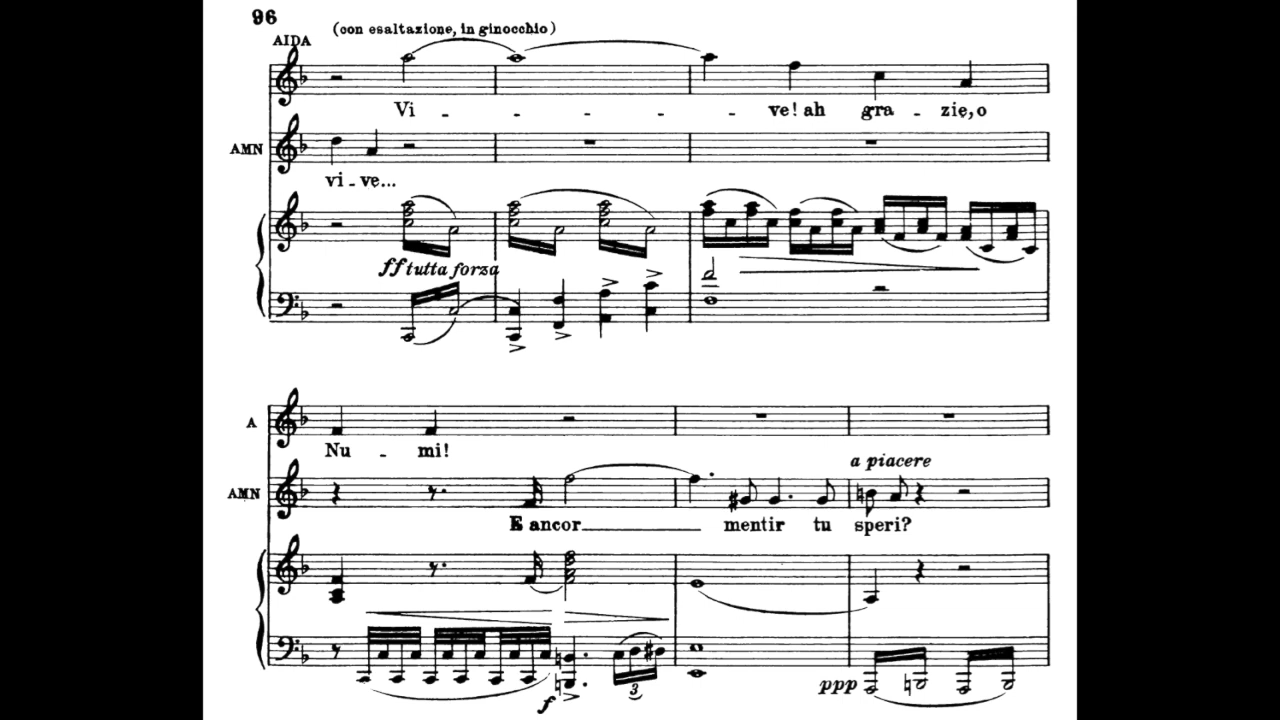 96
AIDA
(con esaltazione, in ginocchio)
Vi - - - - - ve! ah gra - zie, o
AMN
vi - ve...
ff tutta forza
A
Nu - mi!
a piacere
AMN
E ancor mentir tu speri?
3
f
ppp